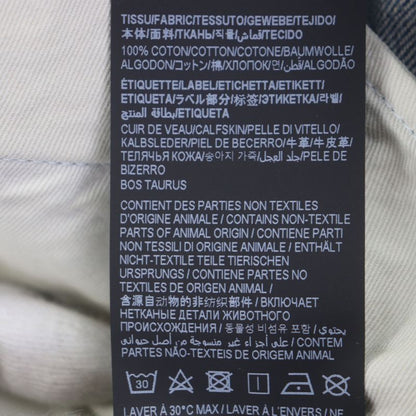 TISSU/FABRIC/TESSUTO/GEWEBE/TEJIDO/
本体/面料/ТКАНЬ/직물/قماش/TECIDO
100% COTON/COTTON/COTONE/BAUMWOLLE/
ALGODON/コットン/棉/ХЛОПОК/면/قطن/ALGODÃO
ÉTIQUETTE/LABEL/ETICHETTA/ETIKETT/
ETIQUETA/ラベル部分/标签/ЭТИКЕТКА/라벨/
بطاقة المنتج/ETIQUETA
CUIR DE VEAU/CALFSKIN/PELLE DI VITELLO/
KALBSLEDER/PIEL DE BECERRO/牛革/牛皮革/
ТЕЛЯЧЬЯ КОЖА/송아지 가죽/جلد العجل/PELE DE
BIZERRO
BOS TAURUS
CONTIENT DES PARTIES NON TEXTILES
D'ORIGINE ANIMALE / CONTAINS NON-TEXTILE
PARTS OF ANIMAL ORIGIN / CONTIENE PARTI
NON TESSILI DI ORIGINE ANIMALE / ENTHÄLT
NICHT TEXTILE TEILE TIERISCHEN
URSPRUNGS / CONTIENE PARTES NO
TEXTILES DE ORIGEN ANIMAL /
含源自动物的非纺织部件 / ВКЛЮЧАЕТ
НЕТКАНЫЕ ДЕТАЛИ ЖИВОТНОГО
ПРОИСХОЖДЕНИЯ / 동물성 비섬유 포함 / يحتوي
على أجزاء غير منسوجة من أصل حيواني / CONTEM
PARTES NÃO-TEXTEIS DE ORIGEM ANIMAL
30
LAVER À 30°C MAX / LAVER À L'ENVERS / NE